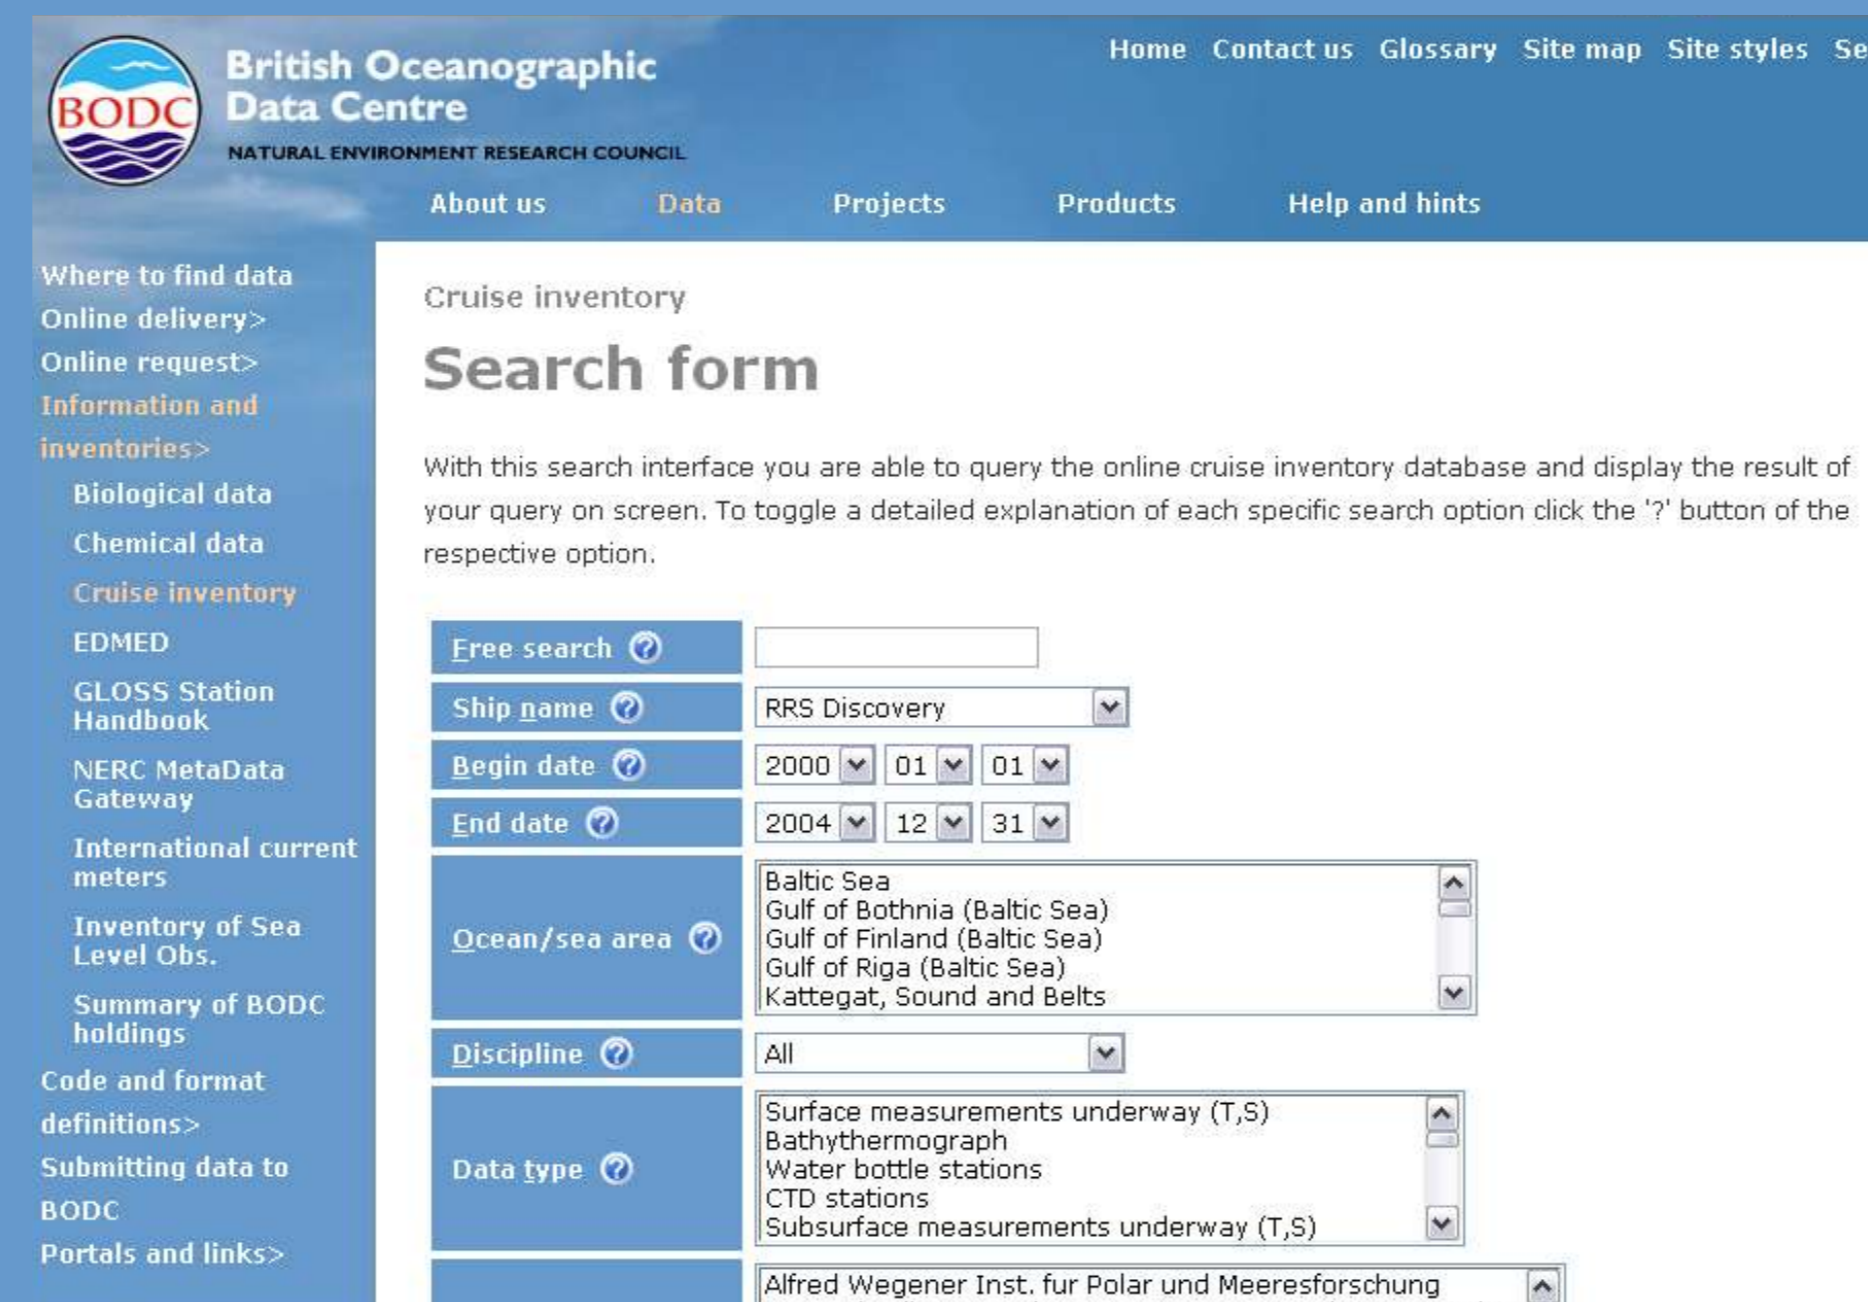 BODC
British Oceanographic
Data Centre
NATURAL ENVIRONMENT RESEARCH COUNCIL
Home Contact us Glossary Site map Site styles Se
About us Data Projects Products Help and hints
Where to find data
Online delivery>
Online request>
Information and
inventories>
Biological data
Chemical data
Cruise inventory
EDMED
GLOSS Station
Handbook
NERC MetaData
Gateway
International current
meters
Inventory of Sea
Level Obs.
Summary of BODC
holdings
Code and format
definitions>
Submitting data to
BODC
Portals and links>
Cruise inventory
Search form
With this search interface you are able to query the online cruise inventory database and display the result of
your query on screen. To toggle a detailed explanation of each specific search option click the '?' button of the
respective option.
Free search ?
Ship name ? RRS Discovery
Begin date ? 2000 01 01
End date ? 2004 12 31
Ocean/sea area ?
Baltic Sea
Gulf of Bothnia (Baltic Sea)
Gulf of Finland (Baltic Sea)
Gulf of Riga (Baltic Sea)
Kattegat, Sound and Belts
Discipline ? All
Data type ?
Surface measurements underway (T,S)
Bathythermograph
Water bottle stations
CTD stations
Subsurface measurements underway (T,S)
Alfred Wegener Inst. fur Polar und Meeresforschung